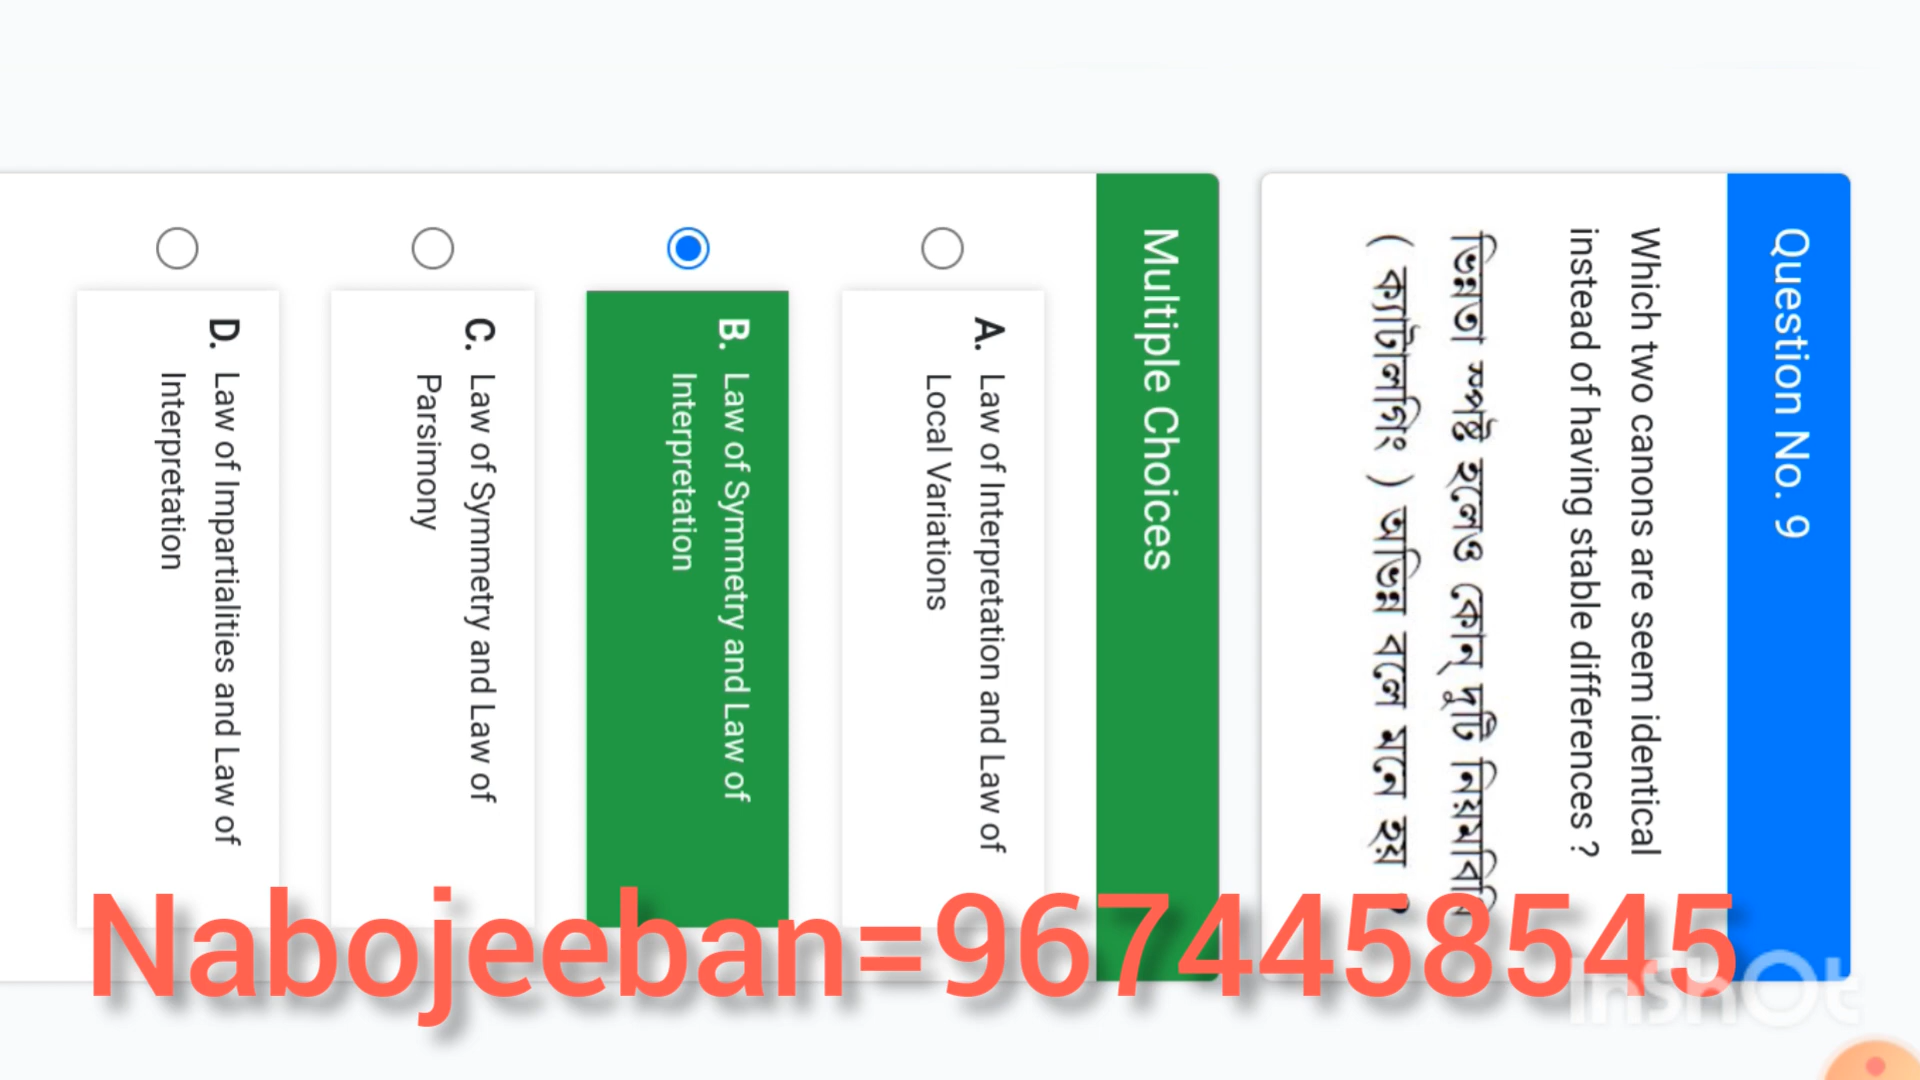 Question No. 9
Which two canons are seem identical
instead of having stable differences ?
ভিন্নতা স্পষ্ট হলেও কোন্ দুটি নিয়মবিধি
( ক্যাটালগিং ) অভিন্ন বলে মনে হয় ?
Multiple Choices
A. Law of Interpretation and Law of
Local Variations
B. Law of Symmetry and Law of
Interpretation
C. Law of Symmetry and Law of
Parsimony
D. Law of Impartialities and Law of
Interpretation
Nabojeeban=9674458545
InShOt